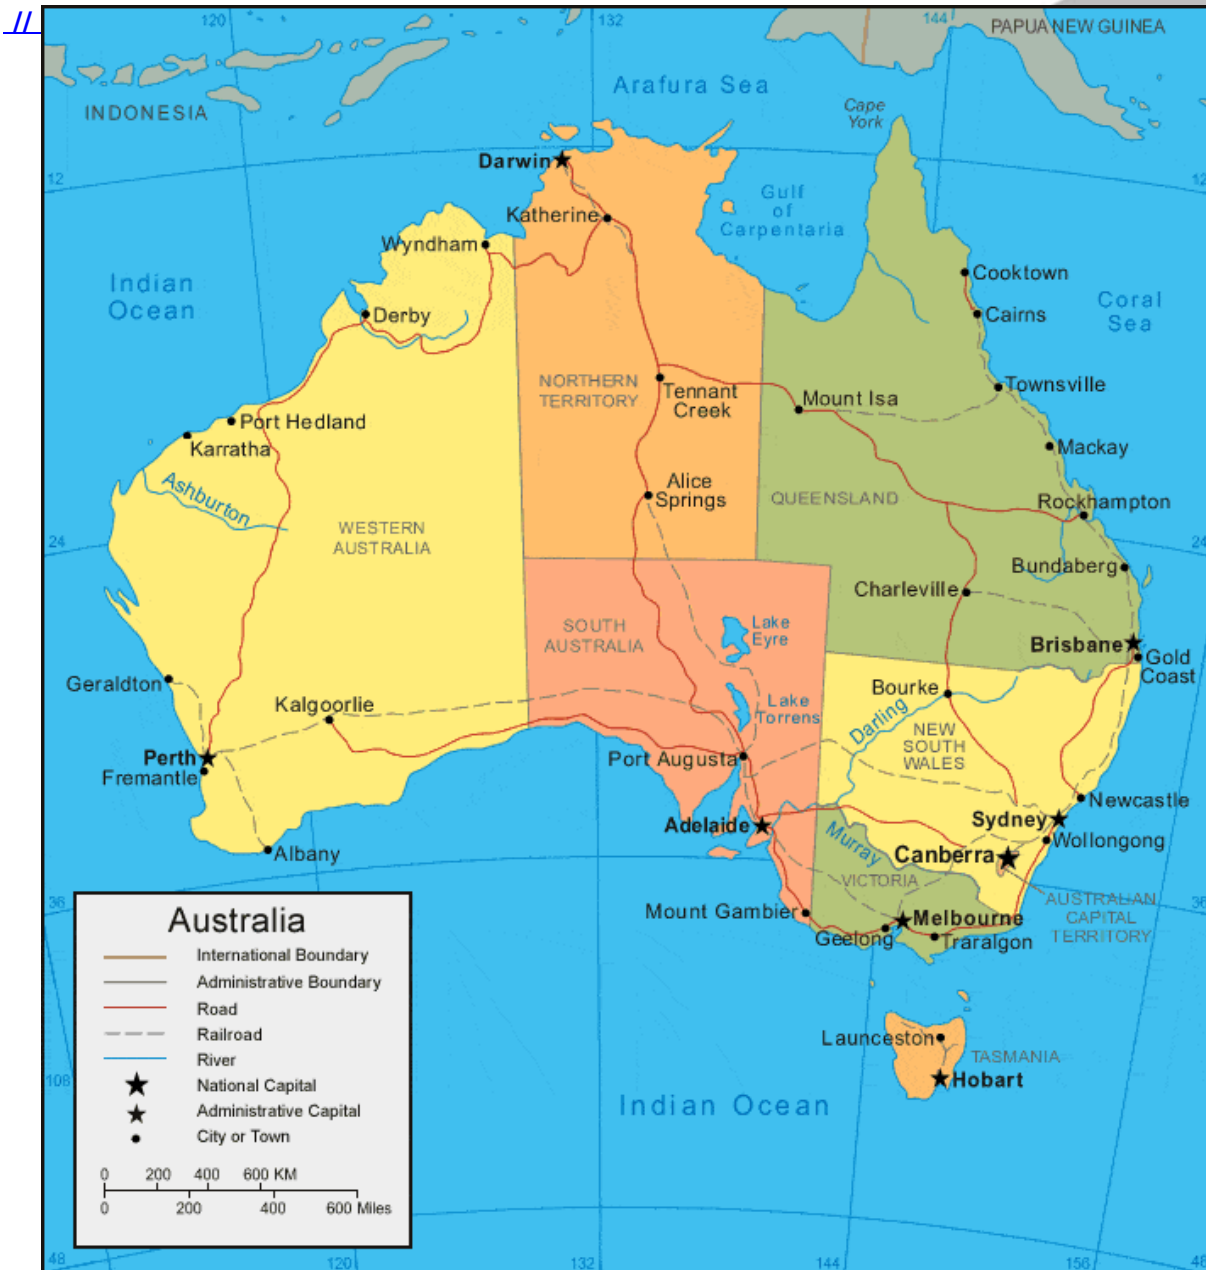 //
120
132
144
PAPUA NEW GUINEA
Arafura Sea
INDONESIA
Cape
York
Darwin
12
12
Gulf
of
Carpentaria
Katherine
Wyndham
Cooktown
Indian
Ocean
Coral
Sea
Derby
Cairns
NORTHERN
TERRITORY
Tennant
Creek
Townsville
Mount Isa
Port Hedland
Karratha
Mackay
Ashburton
Alice
Springs
QUEENSLAND
Rockhampton
WESTERN
AUSTRALIA
24
24
Bundaberg
Charleville
SOUTH
AUSTRALIA
Lake
Eyre
Brisbane
Gold
Coast
Geraldton
Bourke
Kalgoorlie
Lake
Torrens
Darling
NEW
SOUTH
WALES
Perth
Fremantle
Port Augusta
Newcastle
Adelaide
Sydney
Wollongong
Murray
Albany
Canberra
VICTORIA
36
36
AUSTRALIAN
CAPITAL
TERRITORY
Mount Gambier
Melbourne
Geelong
Traralgon
Australia
International Boundary
Administrative Boundary
Road
Railroad
River
National Capital
Administrative Capital
City or Town
0 200 400 600 KM
0 200 400 600 Miles
Launceston
TASMANIA
Hobart
108
Indian Ocean
48
120
132
144
156
48